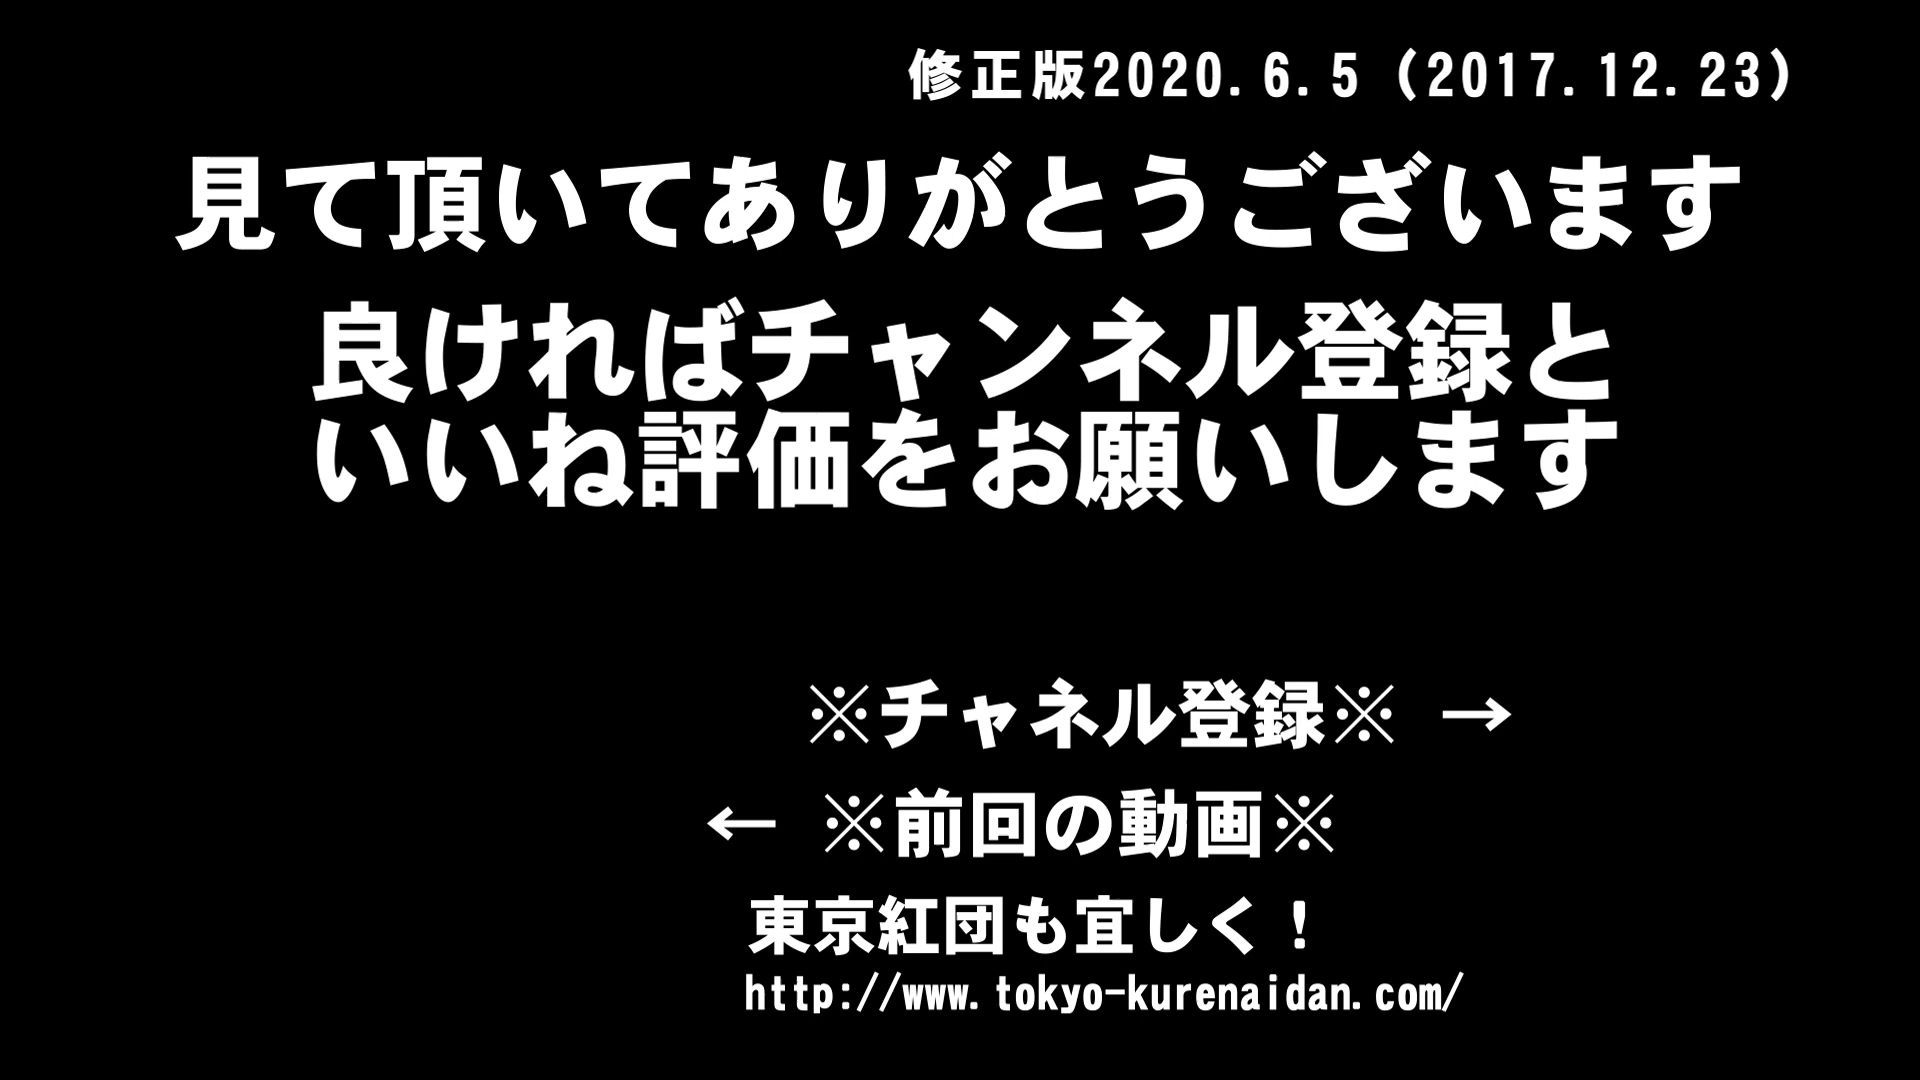 修正版2020.6.5（2017.12.23）
見て頂いてありがとうございます
良ければチャンネル登録と
いいね評価をお願いします
※チャネル登録※ →
← ※前回の動画※
東京紅団も宜しく！
http://www.tokyo-kurenaidan.com/